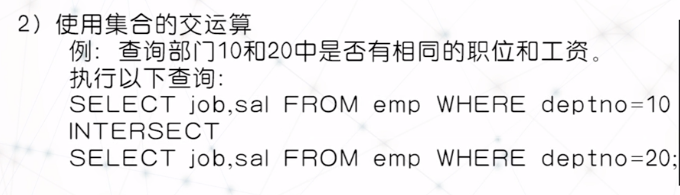 2）使用集合的交运算
例：查询部门10和20中是否有相同的职位和工资。
执行以下查询：
SELECT job,sal FROM emp WHERE deptno=10
INTERSECT
SELECT job,sal FROM emp WHERE deptno=20;